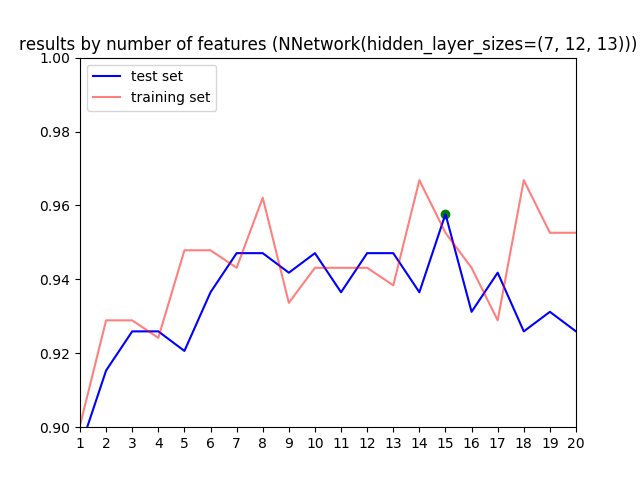 results by number of features (NNetwork(hidden_layer_sizes=(7, 12, 13)))
1.00
test set
training set
0.98
0.96
0.94
0.92
0.90
1 2 3 4 5 6 7 8 9 10 11 12 13 14 15 16 17 18 19 20